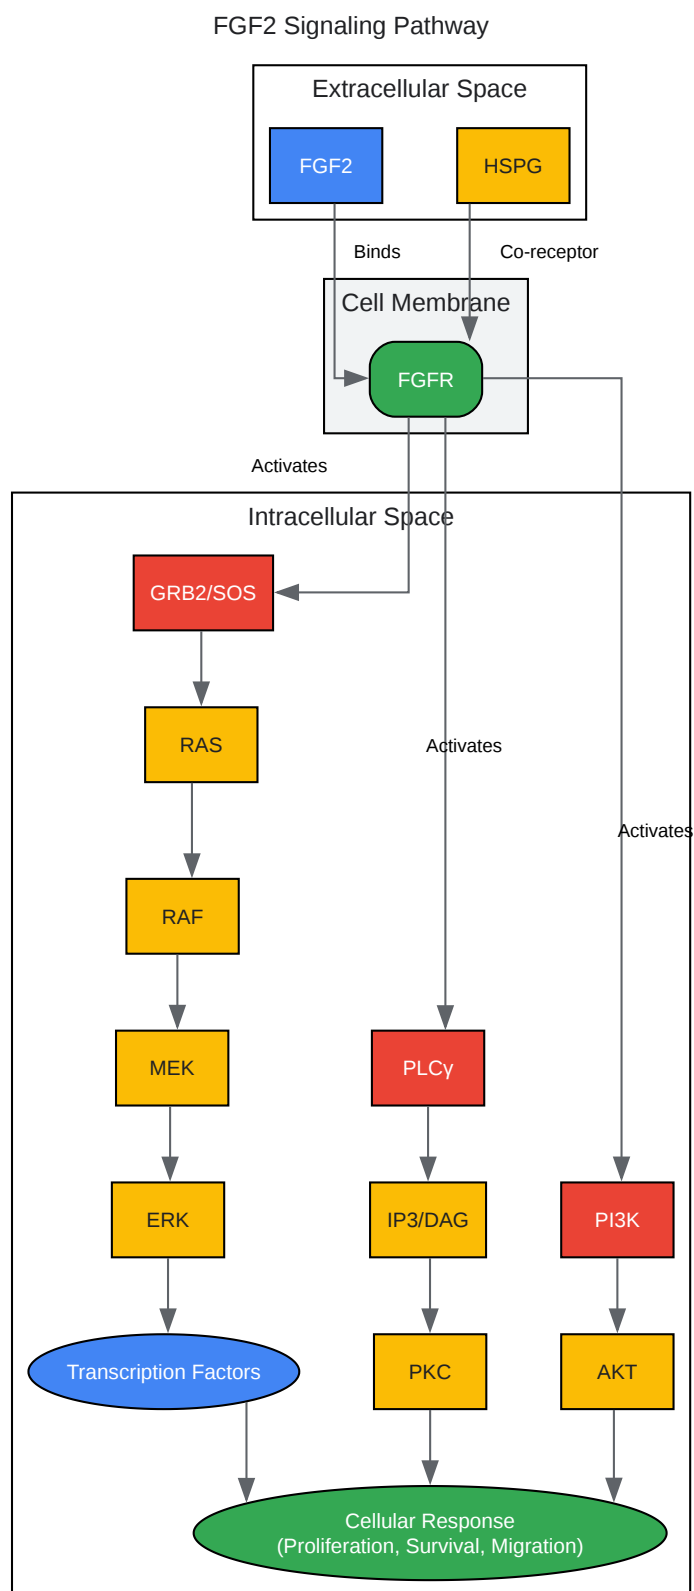 FGF2 Signaling Pathway
Extracellular Space
FGF2
HSPG
Binds
Co-receptor
Cell Membrane
FGFR
Activates
Intracellular Space
GRB2/SOS
RAS
Activates
Activates
RAF
MEK
PLCγ
ERK
IP3/DAG
PI3K
Transcription Factors
PKC
AKT
Cellular Response
(Proliferation, Survival, Migration)